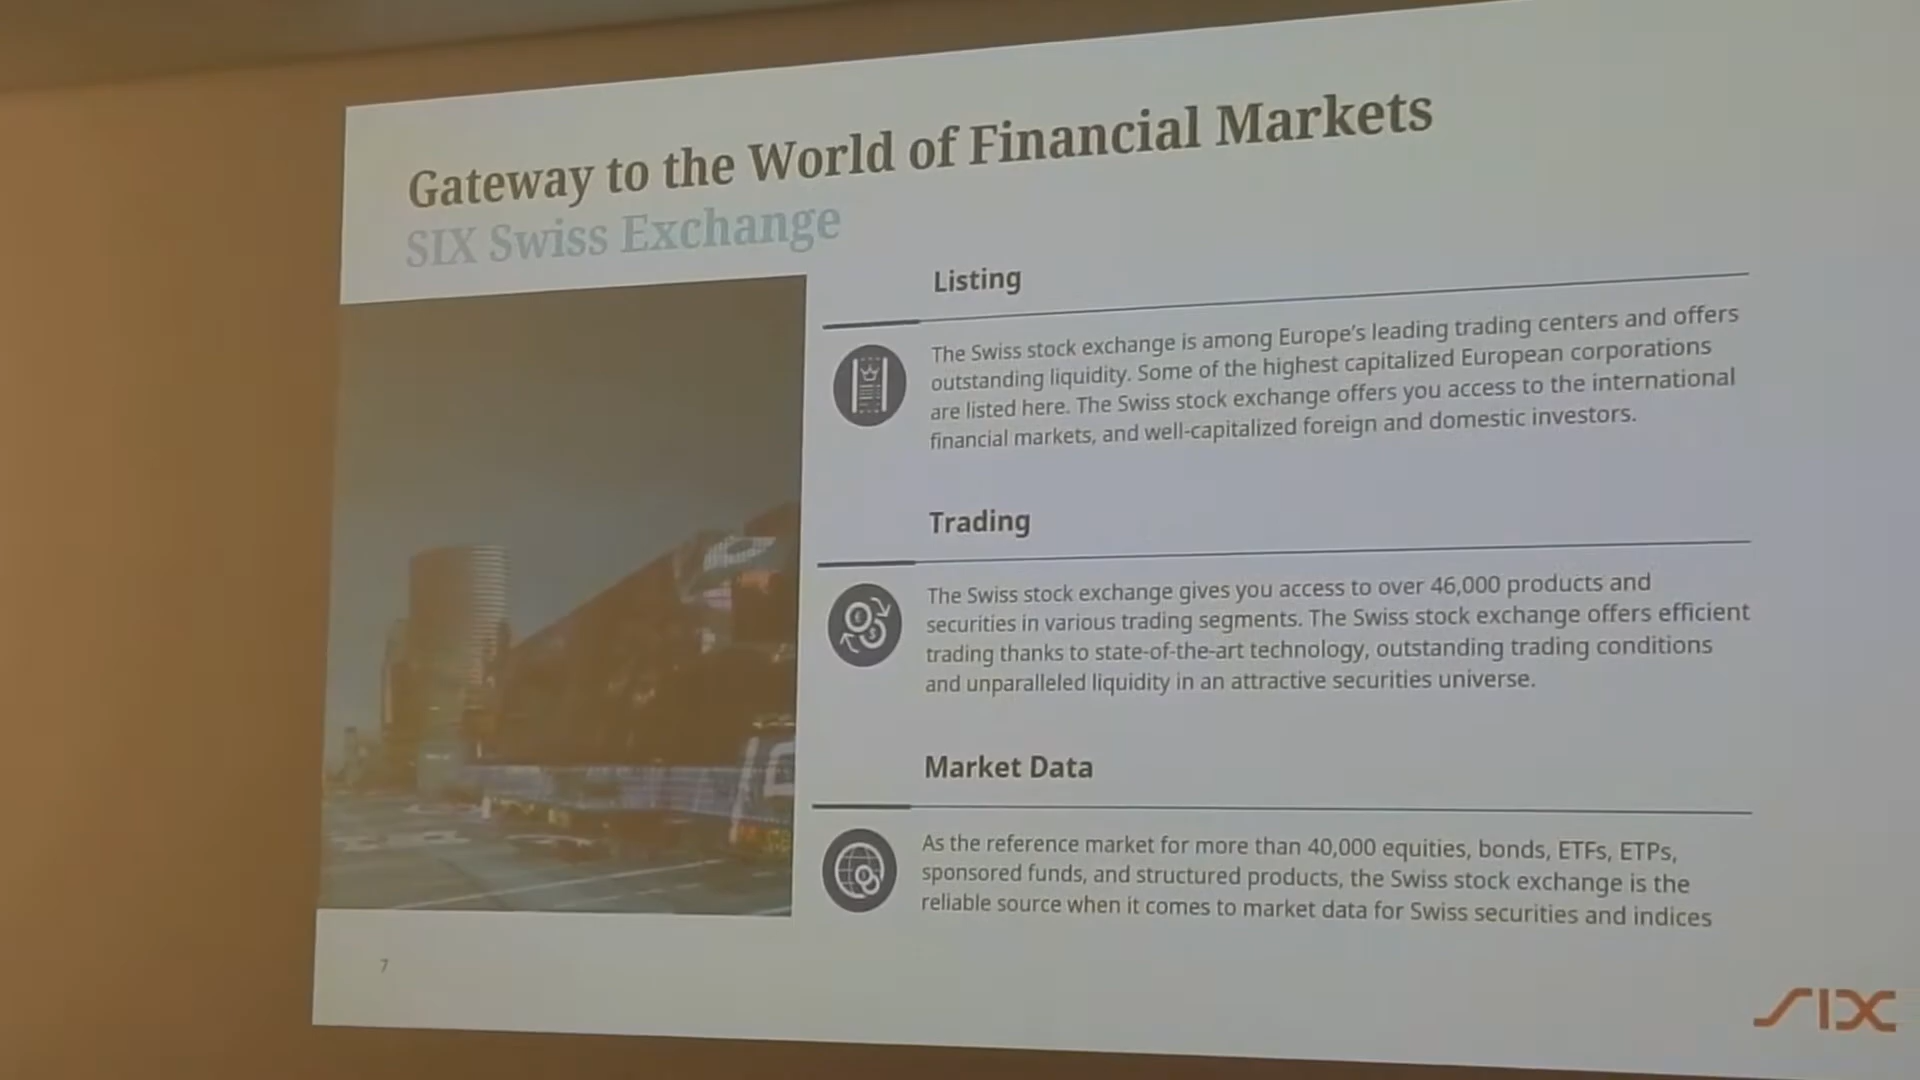 Gateway to the World of Financial Markets
SIX Swiss Exchange
Listing
The Swiss stock exchange is among Europe's leading trading centers and offers
outstanding liquidity. Some of the highest capitalized European corporations
are listed here. The Swiss stock exchange offers you access to the international
financial markets, and well-capitalized foreign and domestic investors.
Trading
The Swiss stock exchange gives you access to over 46,000 products and
securities in various trading segments. The Swiss stock exchange offers efficient
trading thanks to state-of-the-art technology, outstanding trading conditions
and unparalleled liquidity in an attractive securities universe.
Market Data
As the reference market for more than 40,000 equities, bonds, ETFs, ETPs,
sponsored funds, and structured products, the Swiss stock exchange is the
reliable source when it comes to market data for Swiss securities and indices
7
SIX